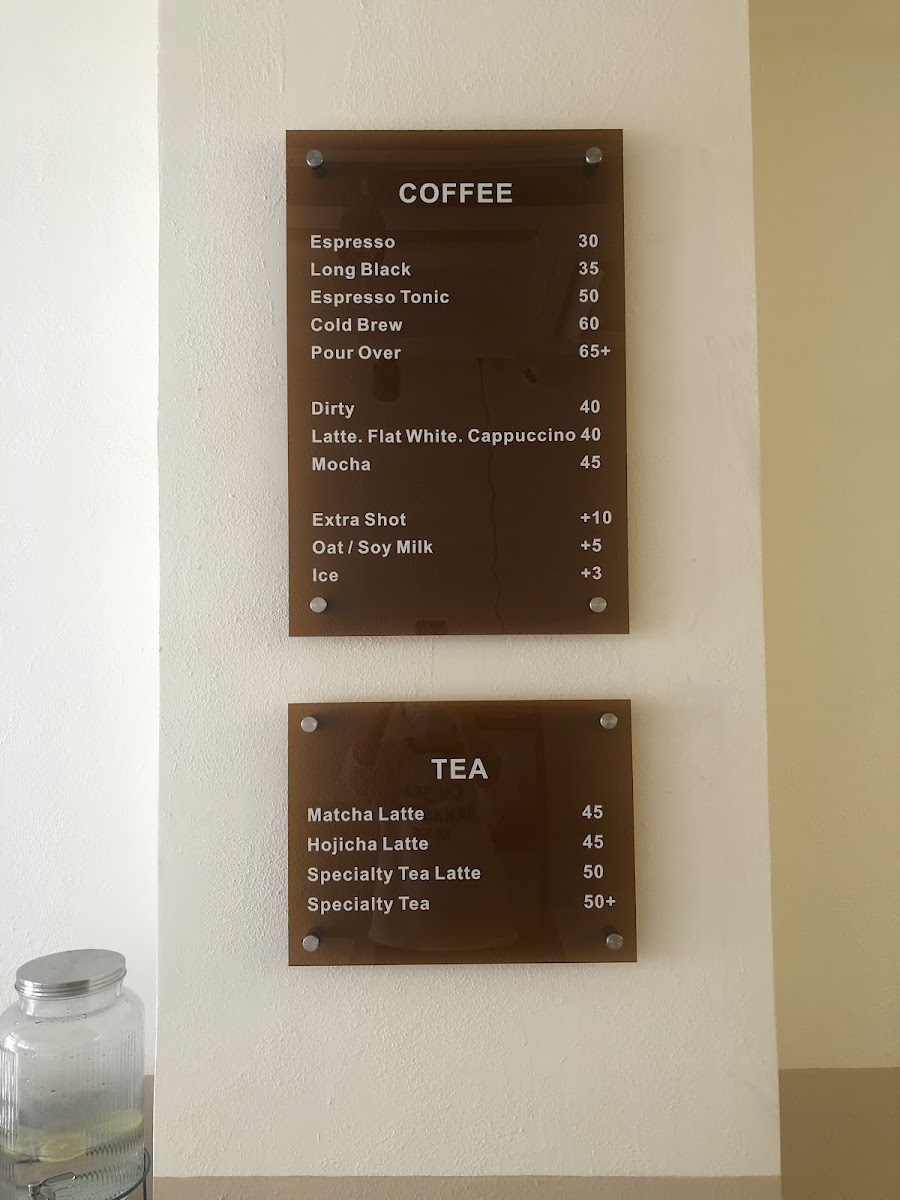 COFFEE
Espresso 30
Long Black 35
Espresso Tonic 50
Cold Brew 60
Pour Over 65+
Dirty 40
Latte. Flat White. Cappuccino 40
Mocha 45
Extra Shot +10
Oat / Soy Milk +5
Ice +3
TEA
Matcha Latte 45
Hojicha Latte 45
Specialty Tea Latte 50
Specialty Tea 50+